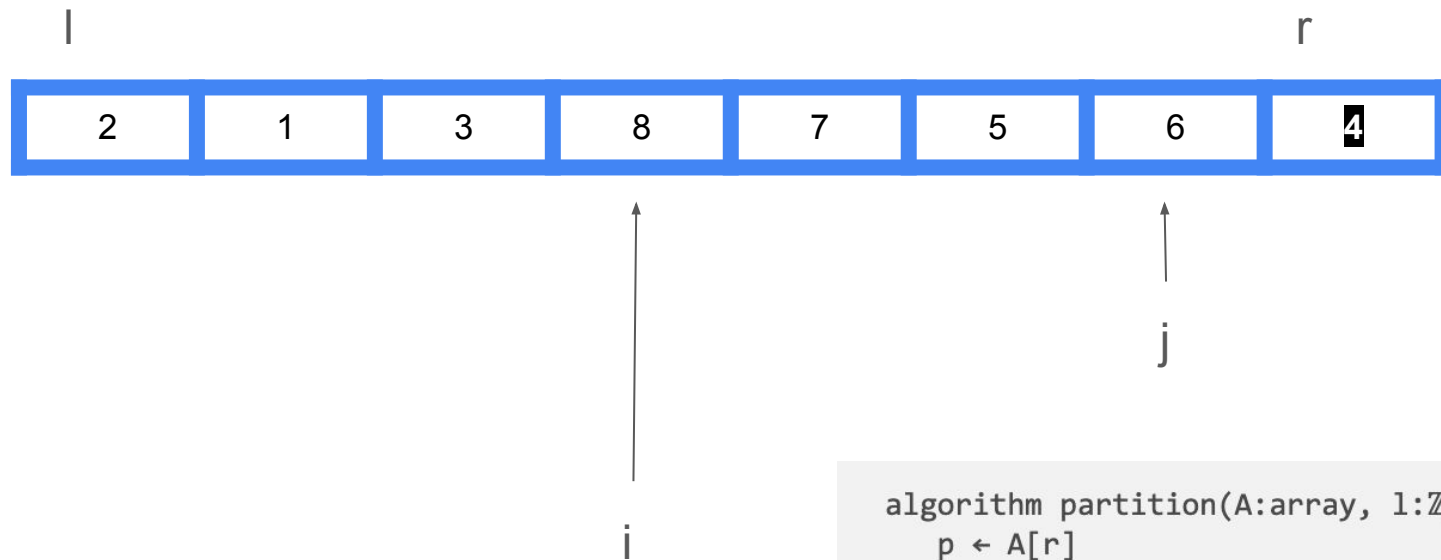 l r
2 1 3 8 7 5 6 4
j
i
algorithm partition(A:array, l:ℤ
p ← A[r]